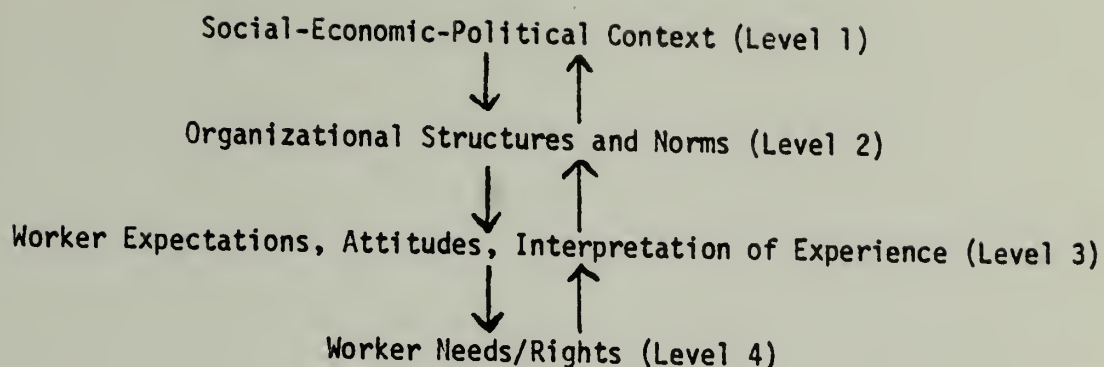 Social-Economic-Political Context (Level 1)
Organizational Structures and Norms (Level 2)
Worker Expectations, Attitudes, Interpretation of Experience (Level 3)
Worker Needs/Rights (Level 4)